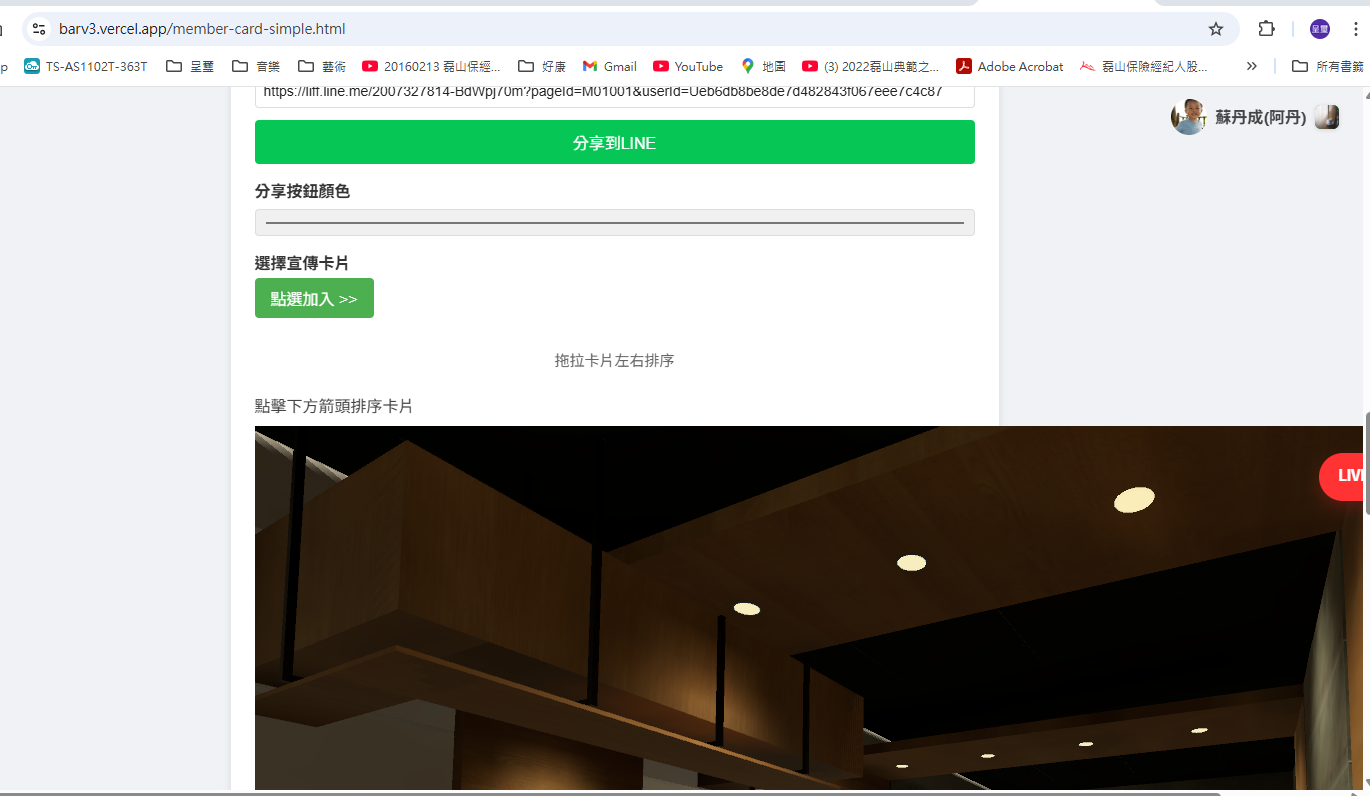 barv3.vercel.app/member-card-simple.html
呈璽
p
TS-AS1102T-363T
呈璽
音樂
藝術
20160213 磊山保經...
好康
Gmail
YouTube
地圖
(3) 2022磊山典範之...
Adobe Acrobat
磊山保險經紀人股...
»
所有書籤
https://liff.line.me/2007327814-BdWpj70m?pageId=M01001&userId=Ueb6db8be8de7d482843f067eee7c4c87
蘇丹成(阿丹)
分享到LINE
分享按鈕顏色
選擇宣傳卡片
點選加入 >>
拖拉卡片左右排序
點擊下方箭頭排序卡片
LIV